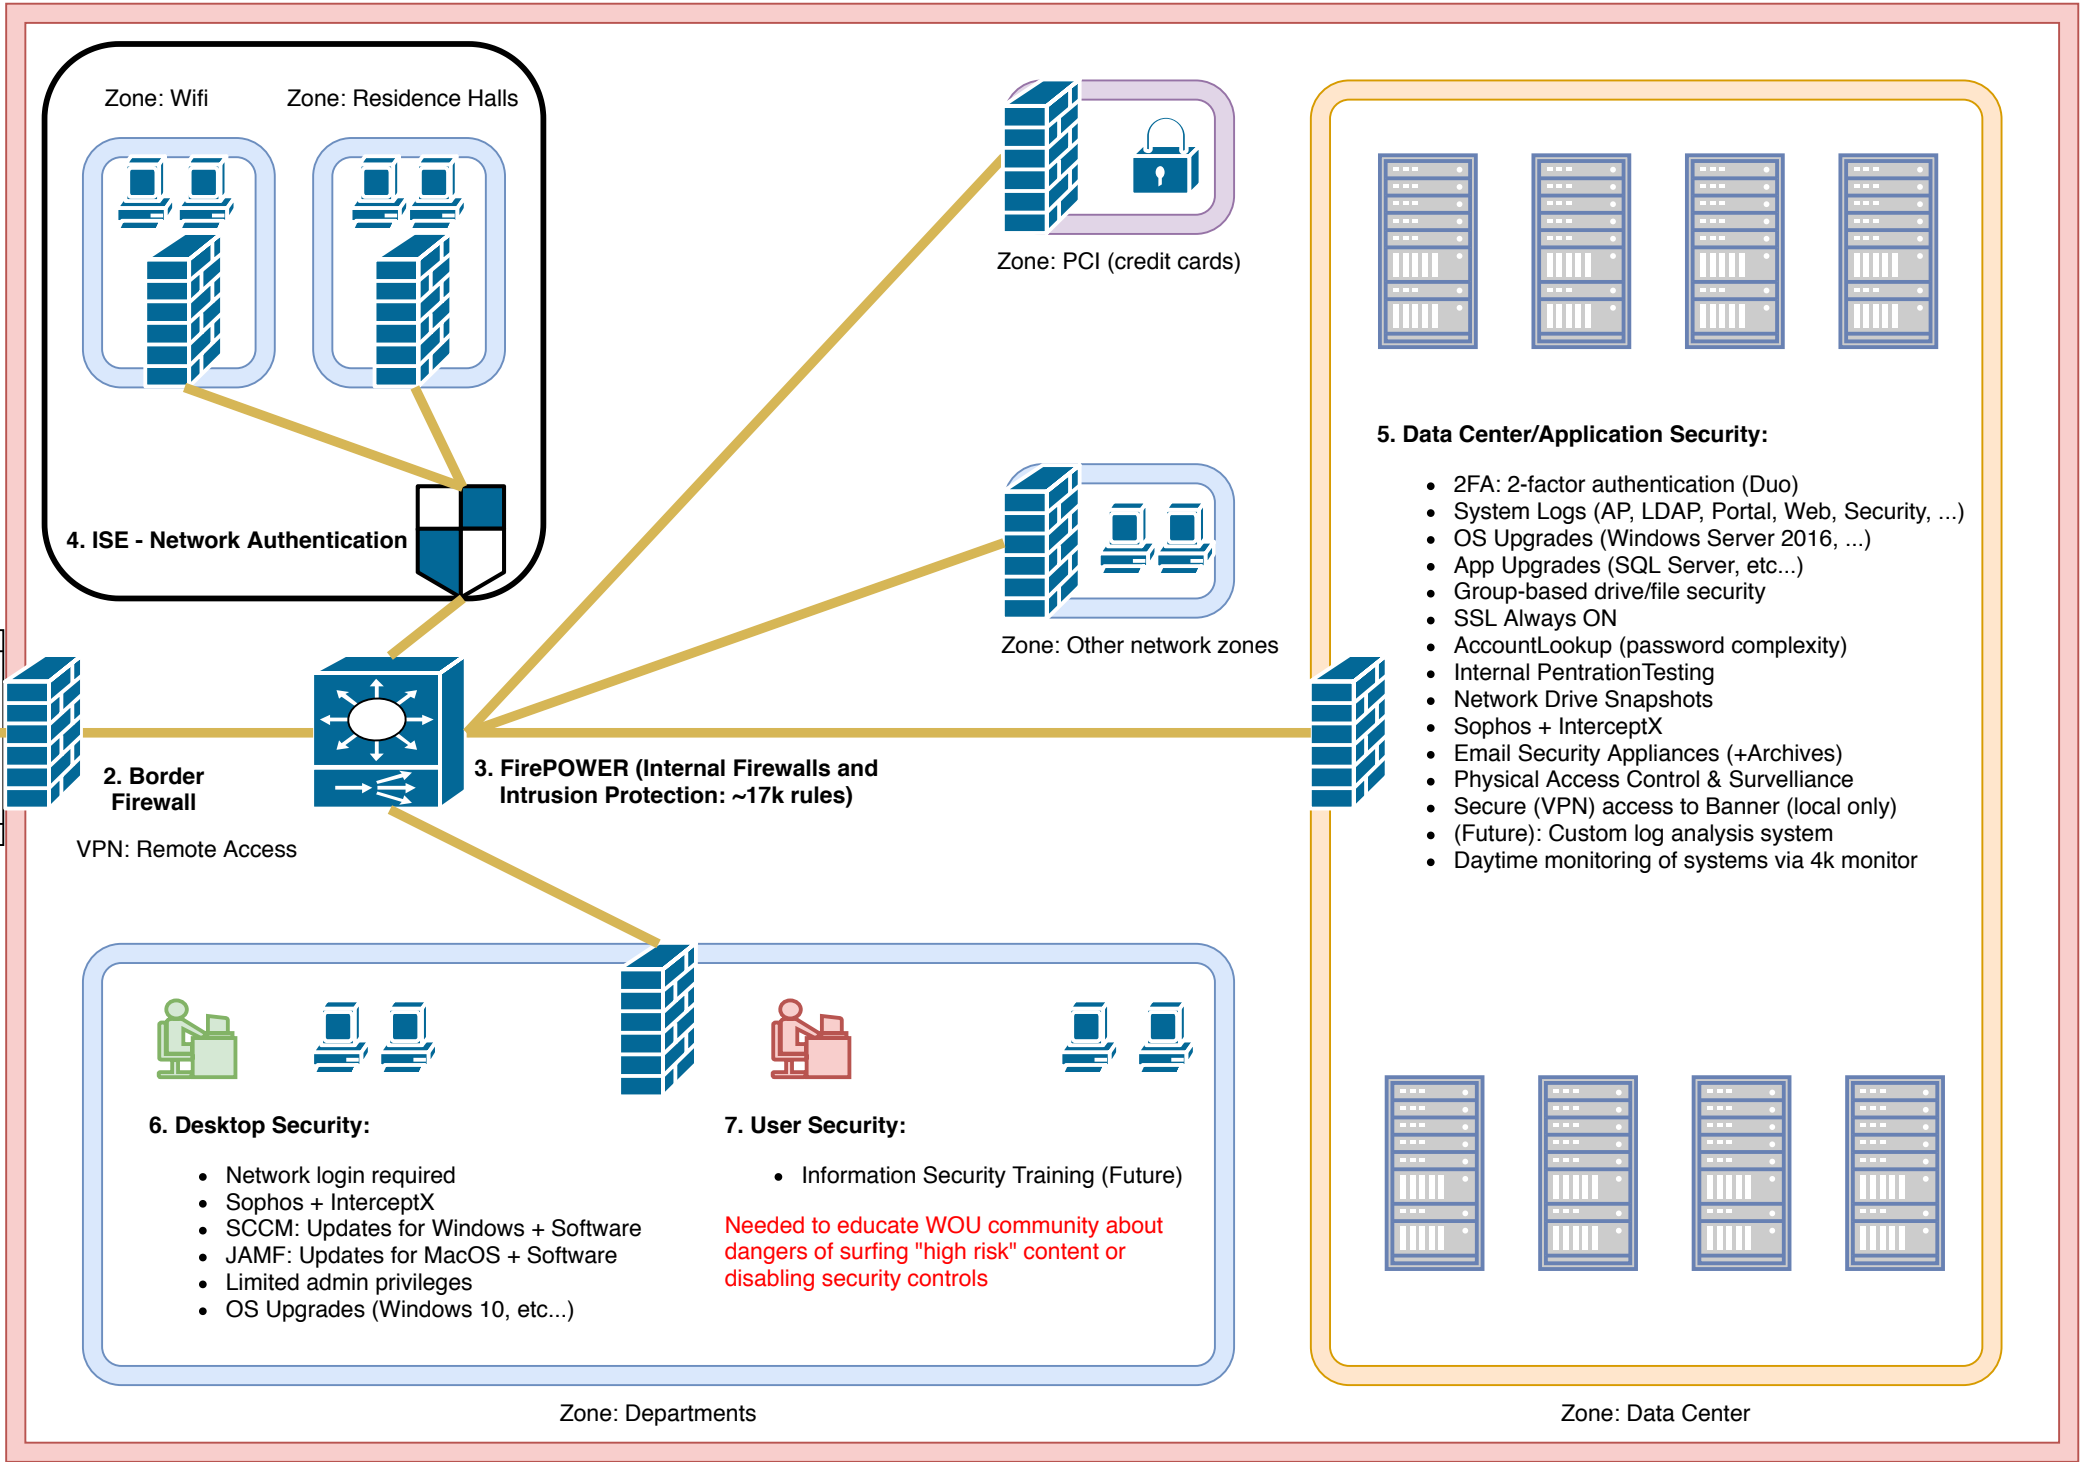 Zone: Wifi
Zone: Residence Halls
4. ISE - Network Authentication
Zone: PCI (credit cards)
Zone: Other network zones
2. Border
Firewall
VPN: Remote Access
3. FirePOWER (Internal Firewalls and
Intrusion Protection: ~17k rules)
5. Data Center/Application Security:
• 2FA: 2-factor authentication (Duo)
• System Logs (AP, LDAP, Portal, Web, Security, ...)
• OS Upgrades (Windows Server 2016, ...)
• App Upgrades (SQL Server, etc...)
• Group-based drive/file security
• SSL Always ON
• AccountLookup (password complexity)
• Internal PentrationTesting
• Network Drive Snapshots
• Sophos + InterceptX
• Email Security Appliances (+Archives)
• Physical Access Control & Survelliance
• Secure (VPN) access to Banner (local only)
• (Future): Custom log analysis system
• Daytime monitoring of systems via 4k monitor
6. Desktop Security:
• Network login required
• Sophos + InterceptX
• SCCM: Updates for Windows + Software
• JAMF: Updates for MacOS + Software
• Limited admin privileges
• OS Upgrades (Windows 10, etc...)
7. User Security:
• Information Security Training (Future)
Needed to educate WOU community about
dangers of surfing "high risk" content or
disabling security controls
Zone: Departments
Zone: Data Center